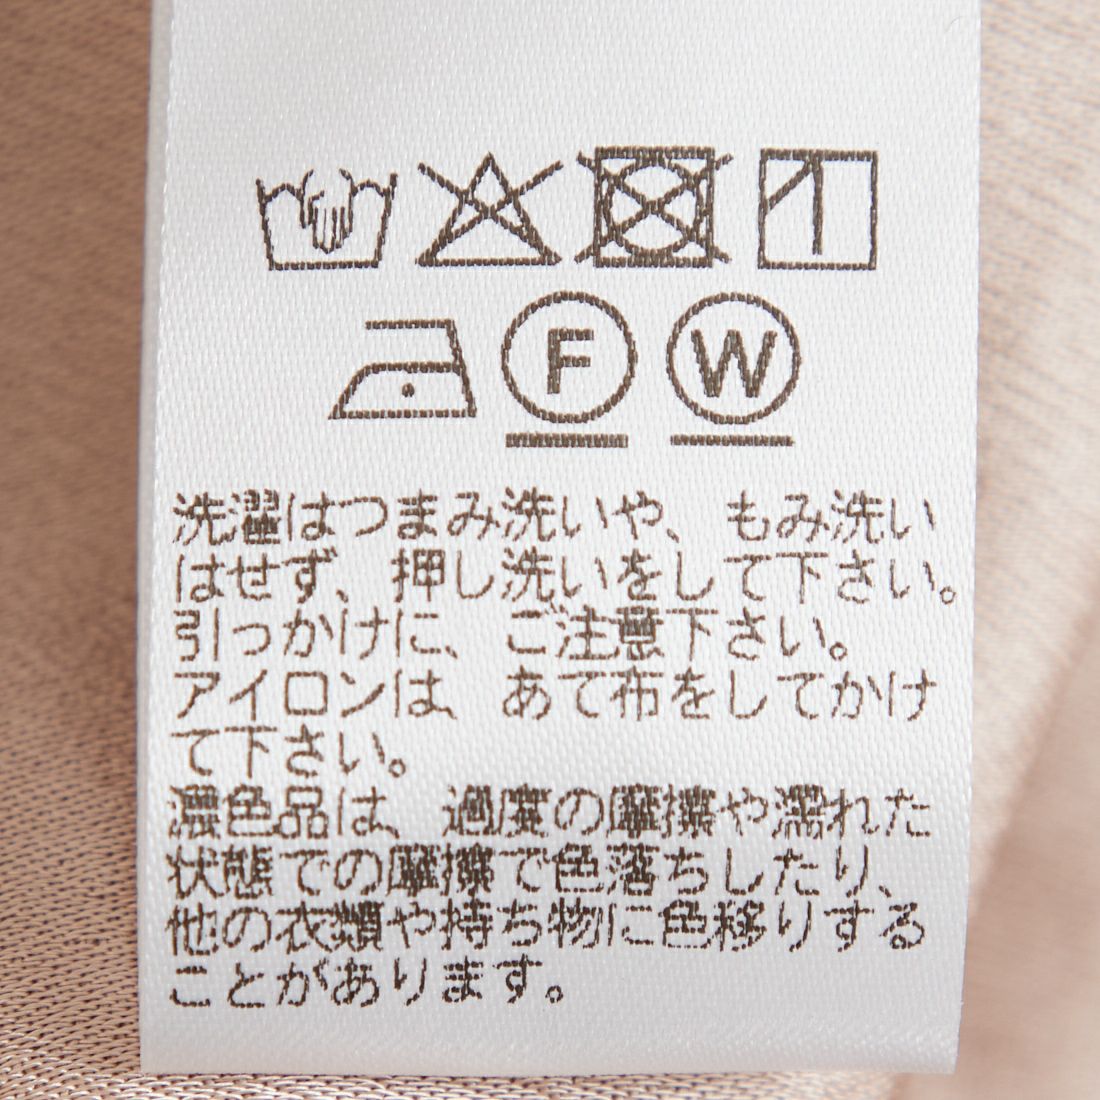 F W
洗濯はつまみ洗いや、もみ洗い
はせず、押し洗いをして下さい。
引っかけに、ご注意下さい。
アイロンは、あて布をしてかけ
て下さい。
濃色品は、過度の摩擦や濡れた
状態での摩擦で色落ちしたり、
他の衣類や持ち物に色移りする
ことがあります。